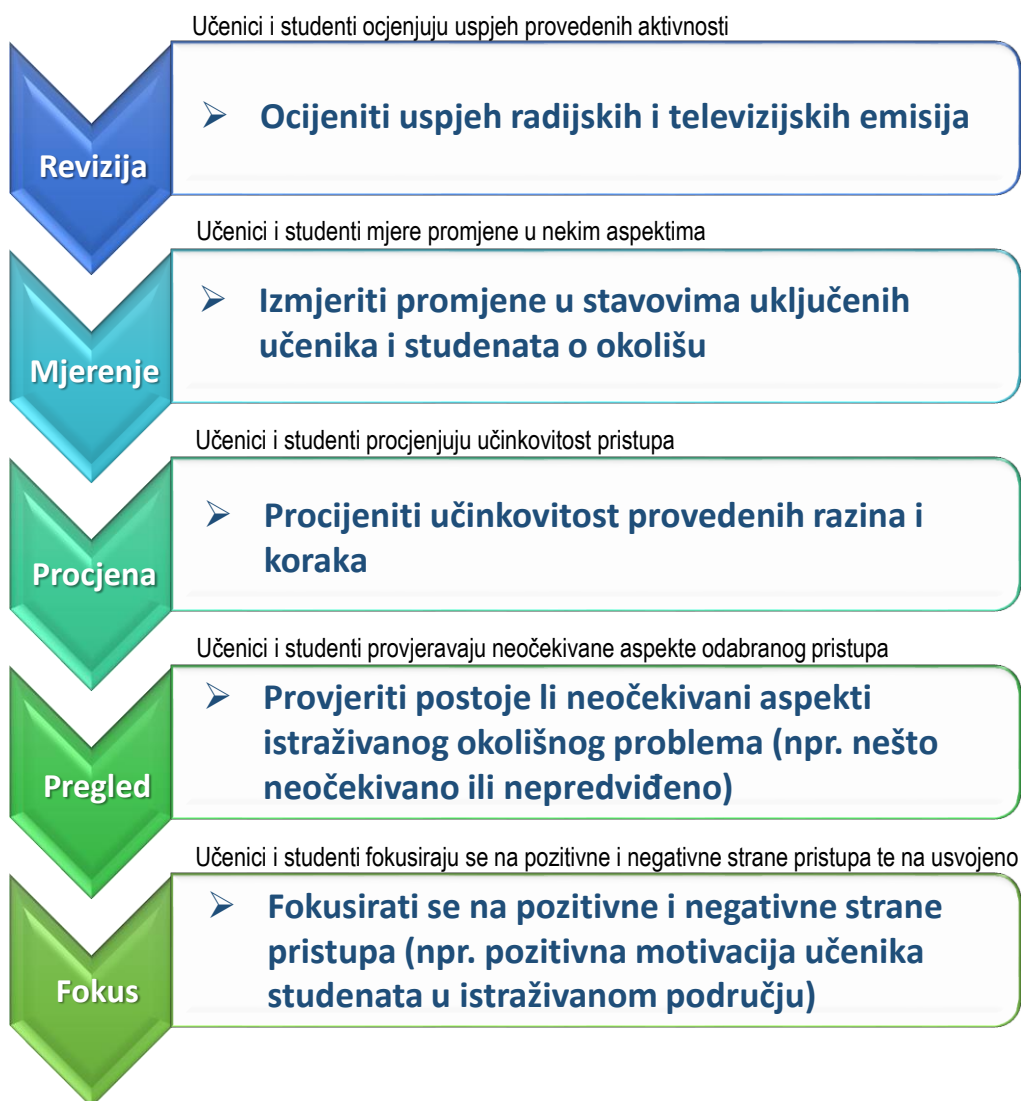 Učenici i studenti ocjenjuju uspjeh provedenih aktivnosti
Revizija
➢ Ocijeniti uspjeh radijskih i televizijskih emisija
Učenici i studenti mjere promjene u nekim aspektima
Mjerenje
➢ Izmjeriti promjene u stavovima uključenih
učenika i studenata o okolišu
Učenici i studenti procjenjuju učinkovitost pristupa
Procjena
➢ Procijeniti učinkovitost provedenih razina i
koraka
Učenici i studenti provjeravaju neočekivane aspekte odabranog pristupa
Pregled
➢ Provjeriti postoje li neočekivani aspekti
istraživanog okolišnog problema (npr. nešto
neočekivano ili nepredviđeno)
Učenici i studenti fokusiraju se na pozitivne i negativne strane pristupa te na usvojeno
Fokus
➢ Fokusirati se na pozitivne i negativne strane
pristupa (npr. pozitivna motivacija učenika
studenata u istraživanom području)